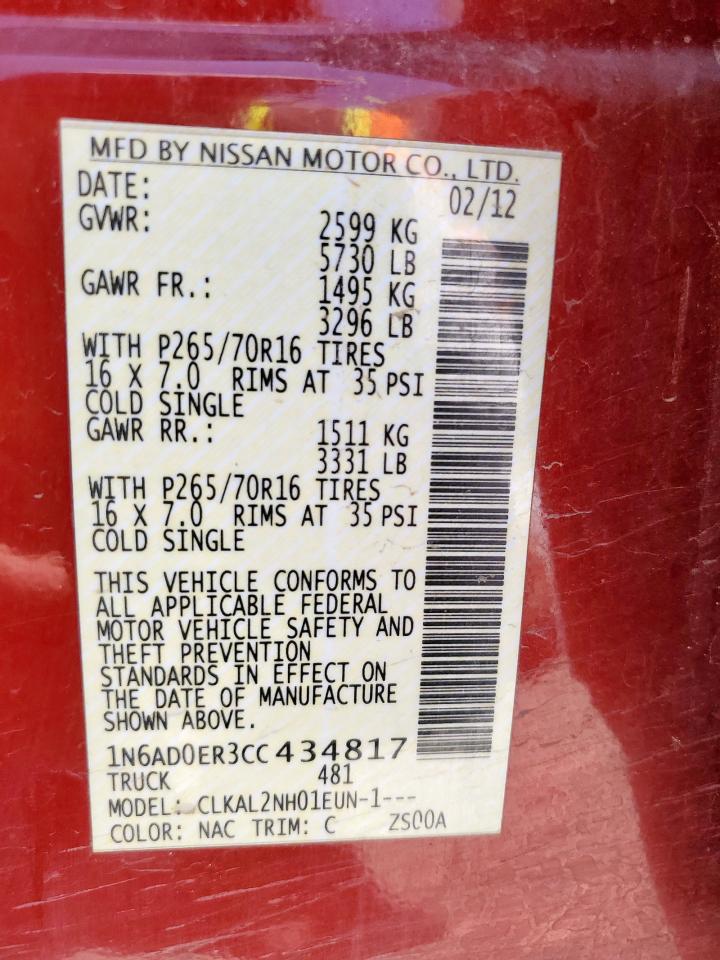 MFD BY NISSAN MOTOR CO., LTD.
DATE: 02/12
GVWR: 2599 KG
5730 LB
GAWR FR.: 1495 KG
3296 LB
WITH P265/70R16 TIRES
16 X 7.0 RIMS AT 35 PSI
COLD SINGLE
GAWR RR.: 1511 KG
3331 LB
WITH P265/70R16 TIRES
16 X 7.0 RIMS AT 35 PSI
COLD SINGLE
THIS VEHICLE CONFORMS TO
ALL APPLICABLE FEDERAL
MOTOR VEHICLE SAFETY AND
THEFT PREVENTION
STANDARDS IN EFFECT ON
THE DATE OF MANUFACTURE
SHOWN ABOVE.
1N6AD0ER3CC434817
TRUCK 481
MODEL: CLKAL2NH01EUN-1---
COLOR: NAC TRIM: C ZS00A